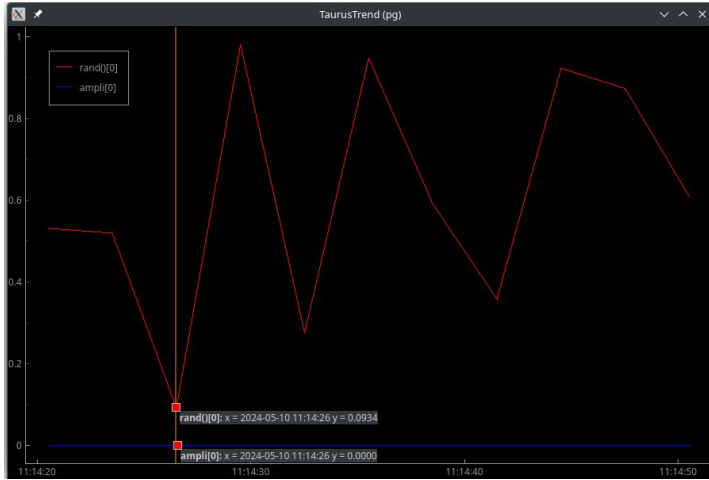 TaurusTrend (pg)
1
rand()[0]
ampli[0]
0.8
0.6
0.4
0.2
rand()[0]: x = 2024-05-10 11:14:26 y = 0.0934
0
ampli[0]: x = 2024-05-10 11:14:26 y = 0.0000
11:14:20 11:14:30 11:14:40 11:14:50